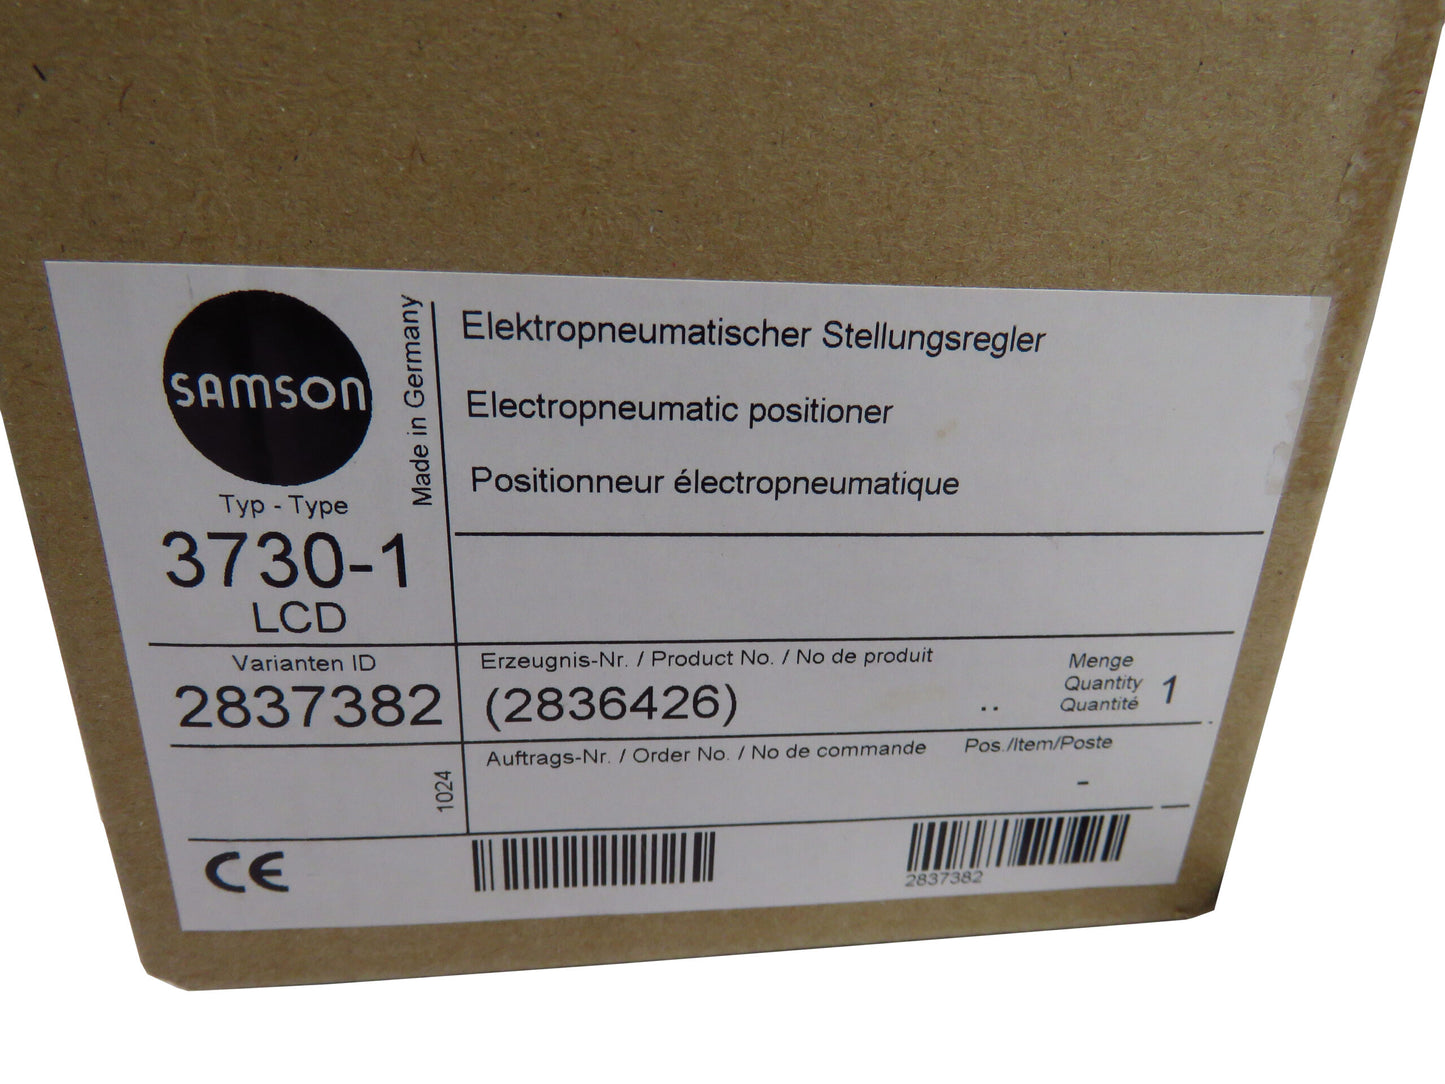 SAMSON
Made in Germany
Typ - Type
3730-1
LCD
Elektropneumatischer Stellungsregler
Electropneumatic positioner
Positionneur électropneumatique
Varianten ID
2837382
Erzeugnis-Nr. / Product No. / No de produit
(2836426)
..
Menge
Quantity
Quantité
1
1024
Auftrags-Nr. / Order No. / No de commande
Pos./Item/Poste
-
CE
2837382